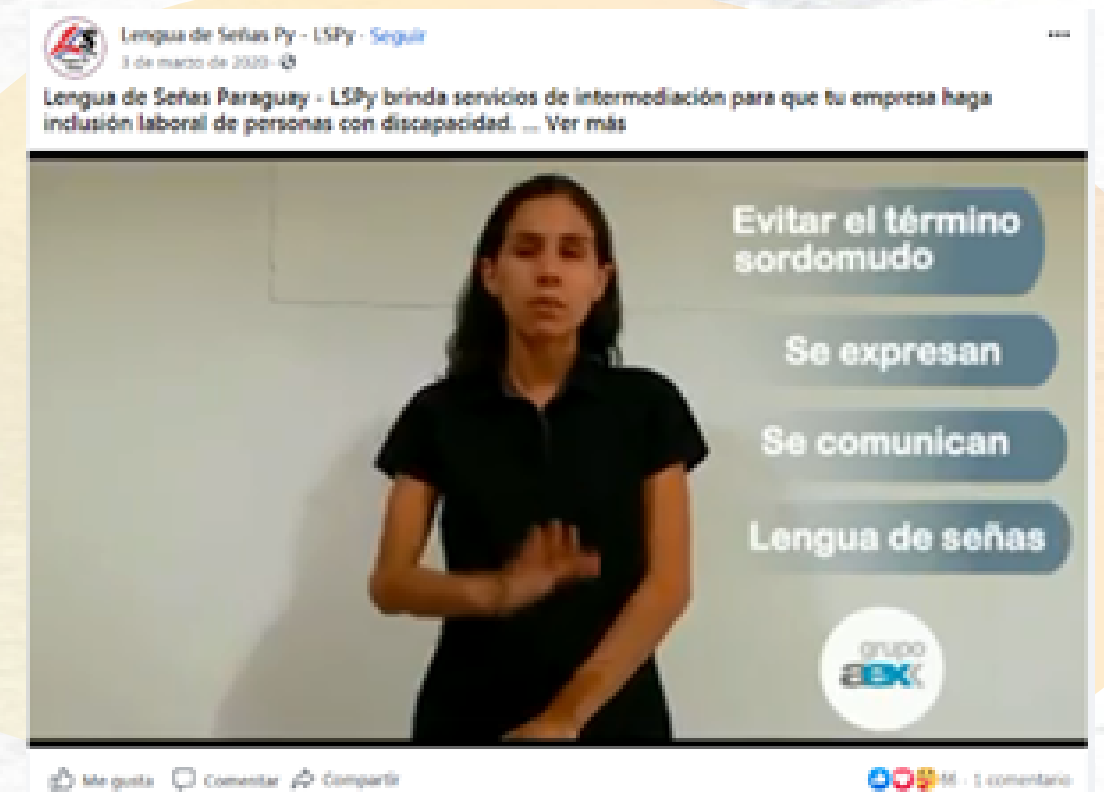 Lengua de Señas Py - LSPy · Seguir
3 de marzo de 2020 ·
Lengua de Señas Paraguay - LSPy brinda servicios de intermediación para que tu empresa haga
inclusión laboral de personas con discapacidad. ... Ver más
Evitar el término
sordomudo
Se expresan
Se comunican
Lengua de señas
grupo
aex
Me gusta Comentar Compartir
1 comentario